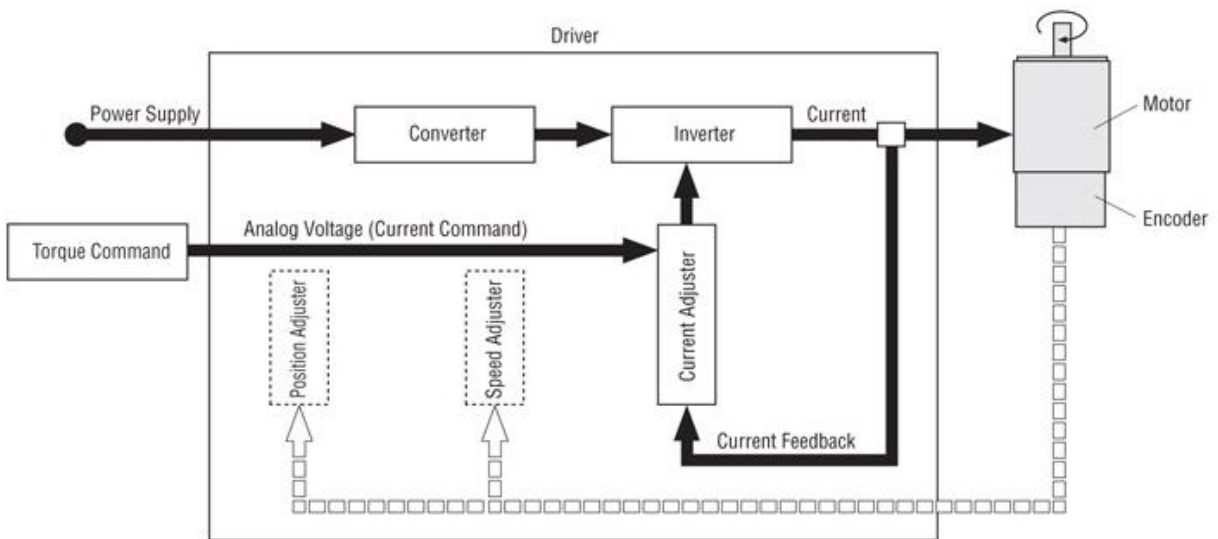 Driver
Power Supply
Converter
Inverter
Current
Motor
Encoder
Torque Command
Analog Voltage (Current Command)
Position Adjuster
Speed Adjuster
Current Adjuster
Current Feedback